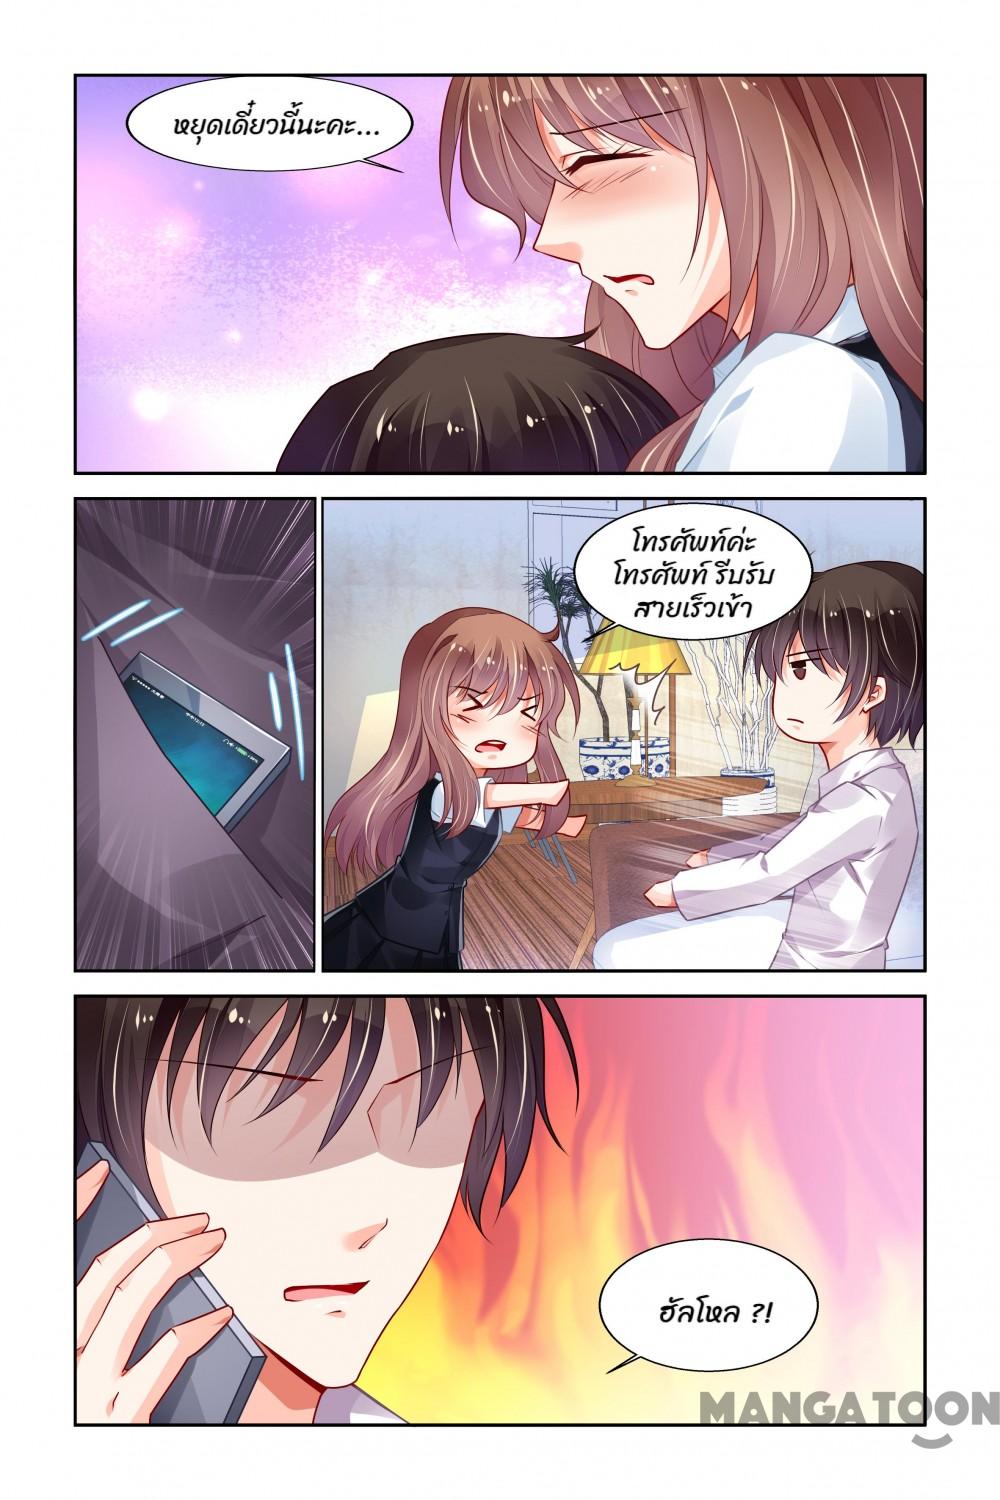 หยุดเดี๋ยวนี้นะคะ...
โทรศัพท์ค่ะ
โทรศัพท์ รีบรับ
สายเร็วเข้า
ฮัลโหล ?!
MANGATOON